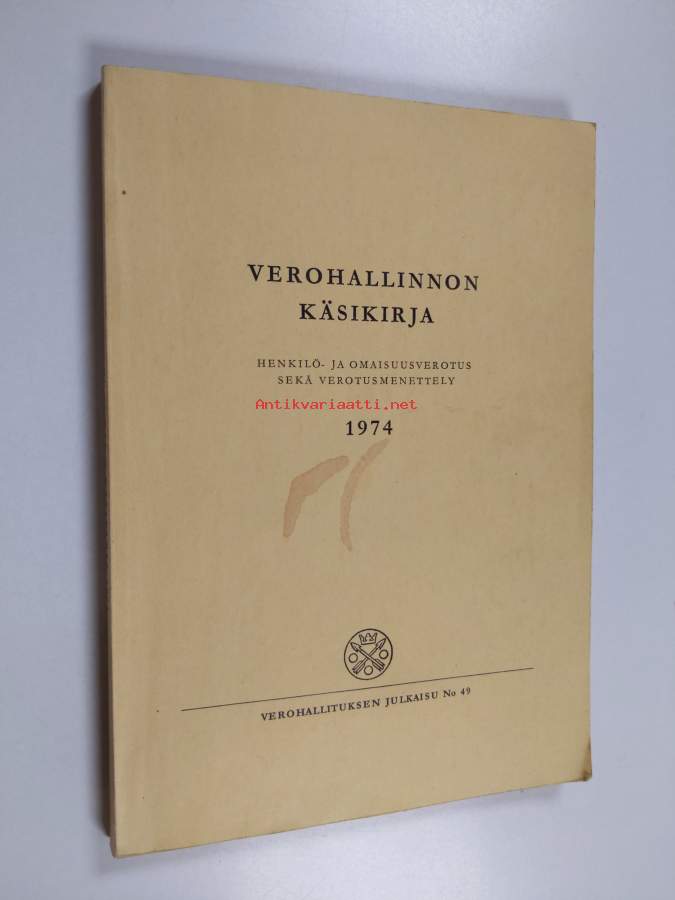 VEROHALLINNON
KÄSIKIRJA
HENKILÖ- JA OMAISUUSVEROTUS
SEKÄ VEROTUSMENETTELY
Antikvariaatti.net
1974
VEROHALLITUKSEN JULKAISU No 49